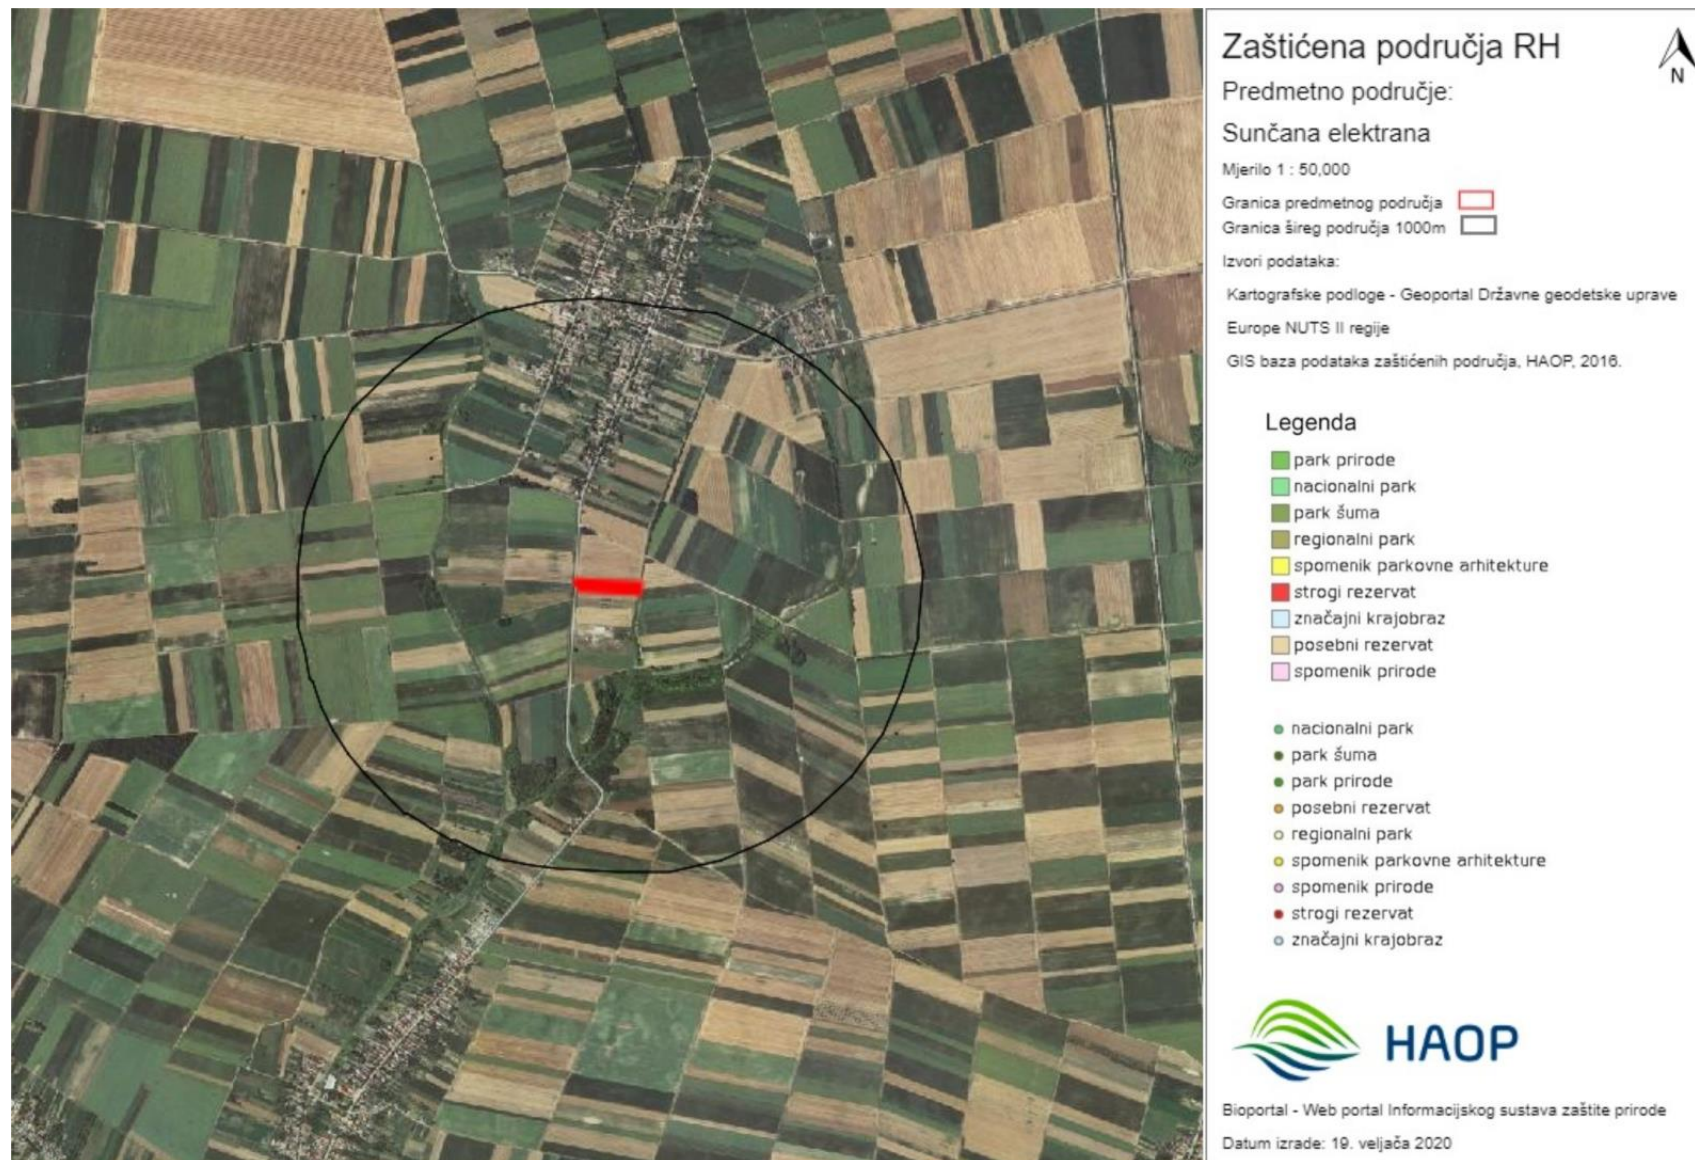 Zaštićena područja RH
N
Predmetno područje:
Sunčana elektrana
Mjerilo 1 : 50,000
Granica predmetnog područja
Granica šireg područja 1000m
Izvori podataka:
Kartografske podloge - Geoportal Državne geodetske uprave
Europe NUTS II regije
GIS baza podataka zaštićenih područja, HAOP, 2016.
Legenda
park prirode
nacionalni park
park šuma
regionalni park
spomenik parkovne arhitekture
strogi rezervat
značajni krajobraz
posebni rezervat
spomenik prirode
nacionalni park
park šuma
park prirode
posebni rezervat
regionalni park
spomenik parkovne arhitekture
spomenik prirode
strogi rezervat
značajni krajobraz
HAOP
Bioportal - Web portal Informacijskog sustava zaštite prirode
Datum izrade: 19. veljača 2020